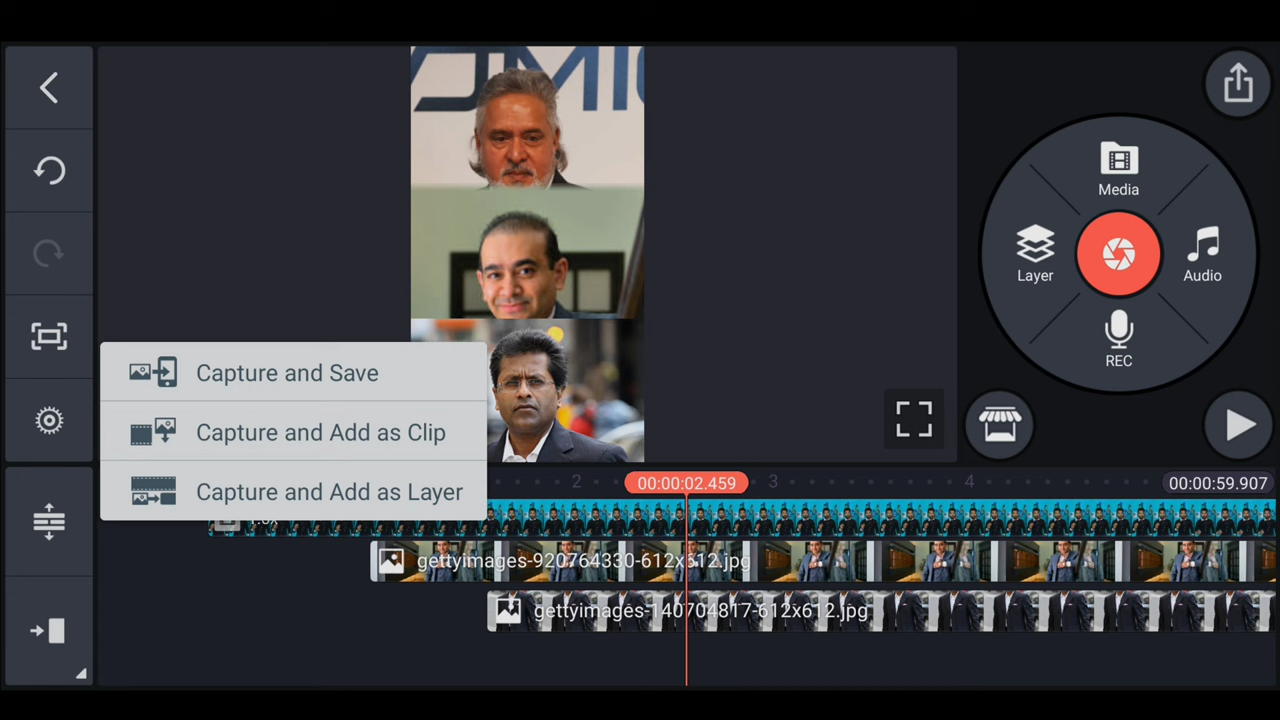 Media
Layer
Audio
REC
Capture and Save
Capture and Add as Clip
Capture and Add as Layer
2
00:00:02.459
3
4
00:00:59.907
gettyimages-920764330-612x612.jpg
gettyimages-140704817-612x612.jpg